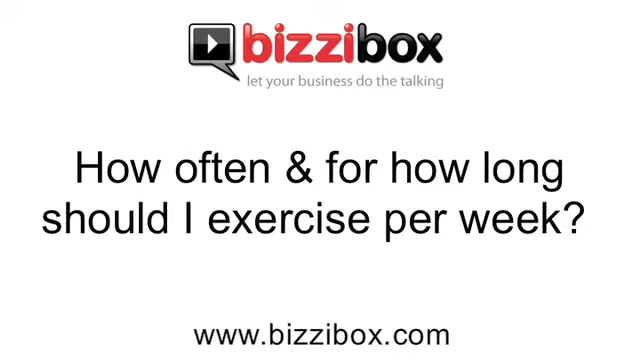 bizzibox
let your business do the talking
How often & for how long
should I exercise per week?
www.bizzibox.com